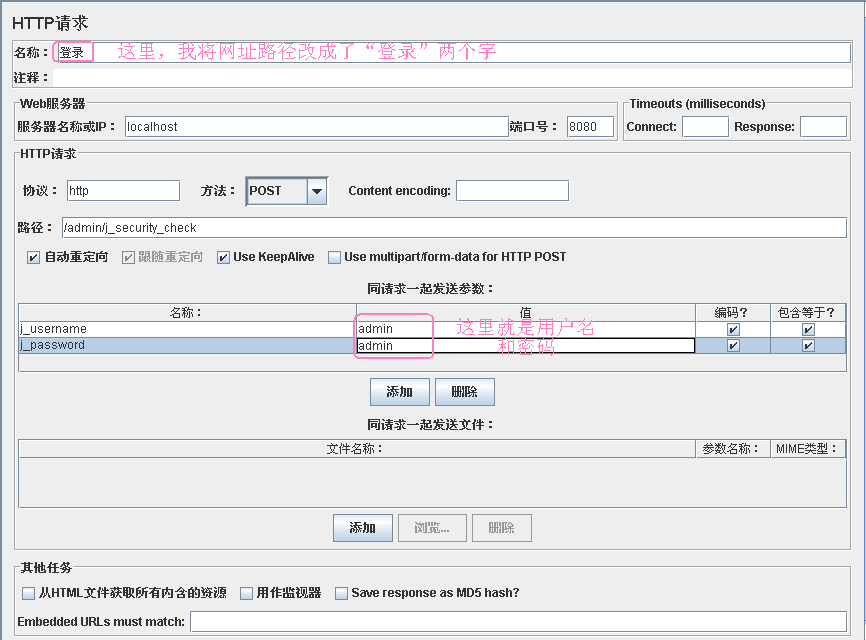 HTTP请求
名称： 登录 这里，我将网址路径改成了“登录”两个字
注释：
Web服务器
服务器名称或IP： localhost 端口号： 8080
Timeouts (milliseconds)
Connect: Response:
HTTP请求
协议： http 方法： POST Content encoding:
路径： /admin/j_security_check
自动重定向 跟随重定向 Use KeepAlive Use multipart/form-data for HTTP POST
同请求一起发送参数：
名称： 值 编码？ 包含等于？
j_username admin 这里就是用户名
j_password admin 和密码
添加 删除
同请求一起发送文件：
文件名称： 参数名称： MIME类型：
添加 浏览... 删除
其他任务
从HTML文件获取所有内含的资源 用作监视器 Save response as MD5 hash?
Embedded URLs must match: